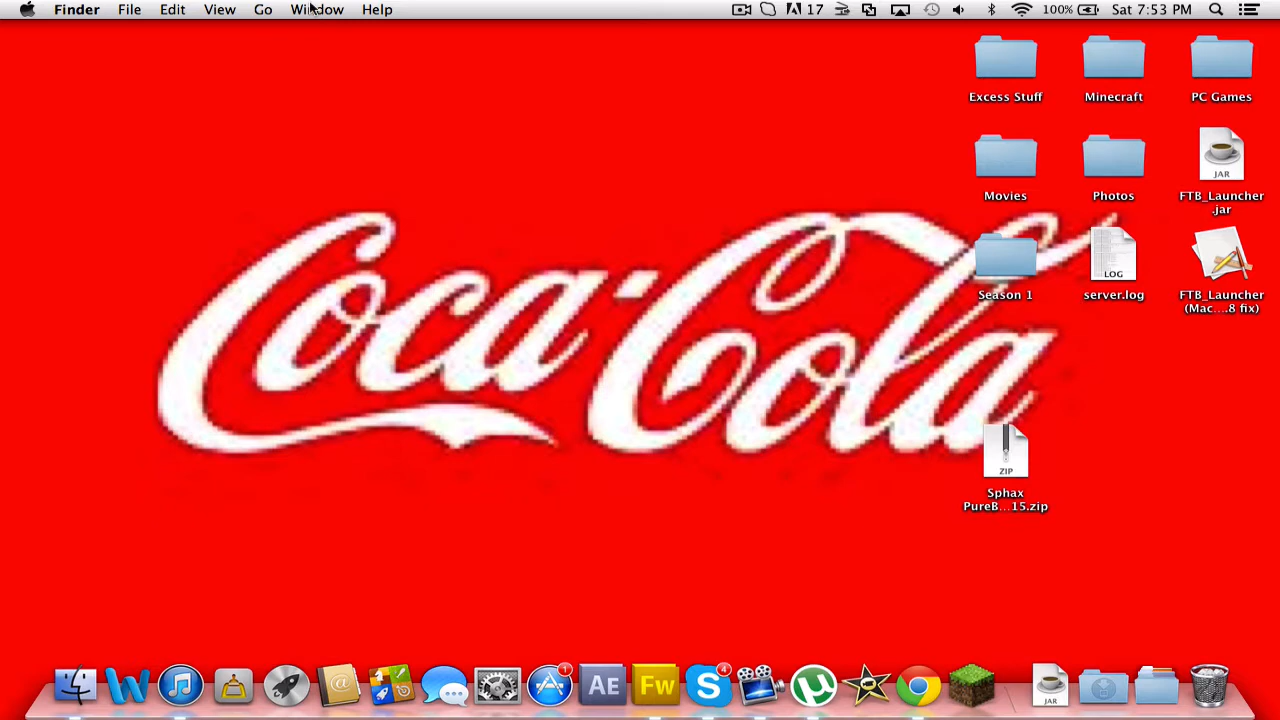 Finder File Edit View Go Window Help 17 100% Sat 7:53 PM
Excess Stuff
Minecraft
PC Games
JAR
Movies
Photos
FTB_Launcher
.jar
Coca-Cola
LOG
Season 1
server.log
FTB_Launcher
(Mac....8 fix)
ZIP
Sphax
PureB...15.zip
W
@
1
AE
Fw
S
4
µ
JAR